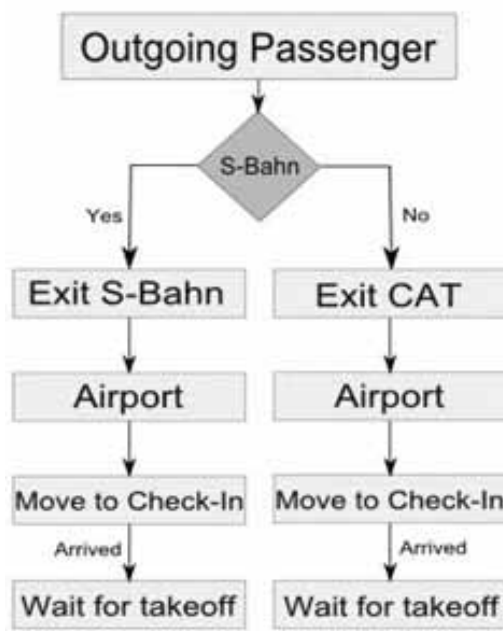 Outgoing Passenger
S-Bahn
Yes
No
Exit S-Bahn
Exit CAT
Airport
Airport
Move to Check-In
Move to Check-In
Arrived
Arrived
Wait for takeoff
Wait for takeoff